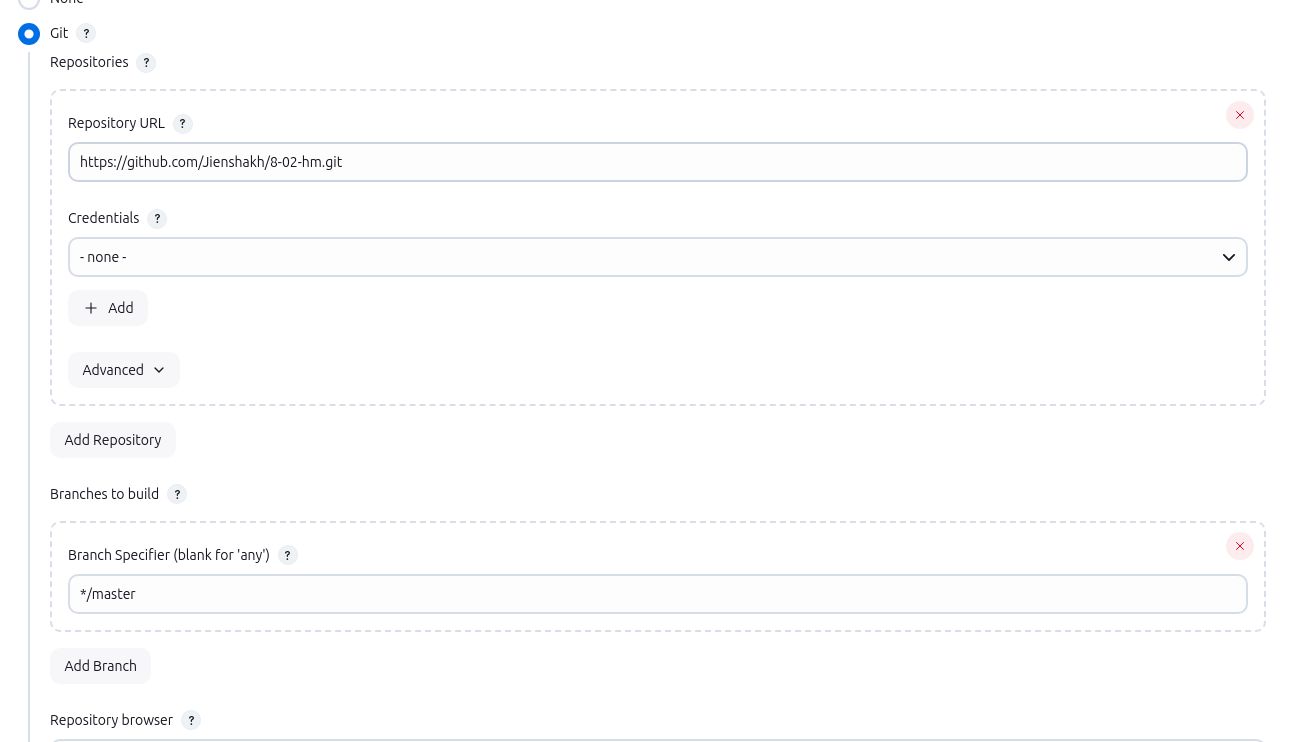 None
Git ?
Repositories ?
Repository URL ?
https://github.com/Jienshakh/8-02-hm.git
Credentials ?
- none -
Add
Advanced
Add Repository
Branches to build ?
Branch Specifier (blank for 'any') ?
*/master
Add Branch
Repository browser ?